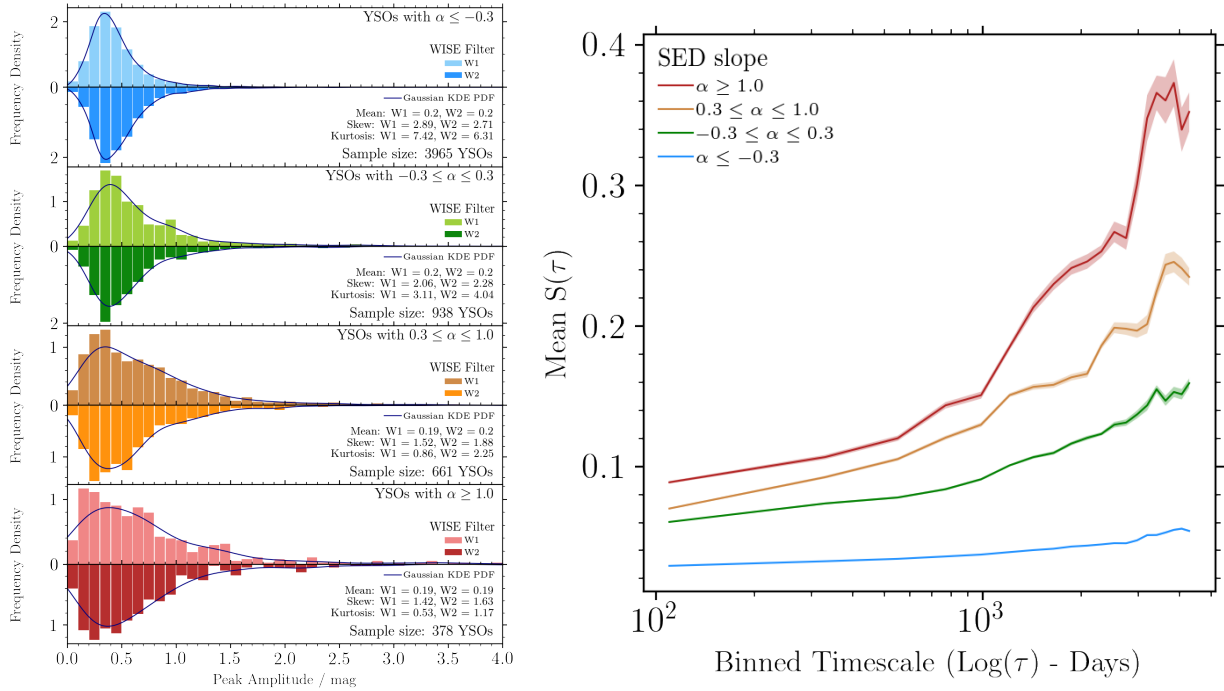 YSOs with α ≤ −0.3
WISE Filter
W1
W2
Gaussian KDE PDF
Mean: W1 = 0.2, W2 = 0.2
Skew: W1 = 2.89, W2 = 2.71
Kurtosis: W1 = 7.42, W2 = 6.31
Sample size: 3965 YSOs
Frequency Density
Frequency Density
2
0
2
YSOs with −0.3 ≤ α ≤ 0.3
WISE Filter
W1
W2
Gaussian KDE PDF
Mean: W1 = 0.2, W2 = 0.2
Skew: W1 = 2.06, W2 = 2.28
Kurtosis: W1 = 3.11, W2 = 4.04
Sample size: 938 YSOs
Frequency Density
Frequency Density
1
0
2
YSOs with 0.3 ≤ α ≤ 1.0
WISE Filter
W1
W2
Gaussian KDE PDF
Mean: W1 = 0.19, W2 = 0.2
Skew: W1 = 1.52, W2 = 1.88
Kurtosis: W1 = 0.86, W2 = 2.25
Sample size: 661 YSOs
Frequency Density
Frequency Density
1
0
1
YSOs with α ≥ 1.0
WISE Filter
W1
W2
Gaussian KDE PDF
Mean: W1 = 0.19, W2 = 0.19
Skew: W1 = 1.42, W2 = 1.63
Kurtosis: W1 = 0.53, W2 = 1.17
Sample size: 378 YSOs
Frequency Density
Frequency Density
1
0
1
0.0 0.5 1.0 1.5 2.0 2.5 3.0 3.5 4.0
Peak Amplitude / mag
SED slope
α ≥ 1.0
0.3 ≤ α ≤ 1.0
−0.3 ≤ α ≤ 0.3
α ≤ −0.3
0.4
0.3
0.2
0.1
Mean S(τ)
10² 10³
Binned Timescale (Log(τ) - Days)